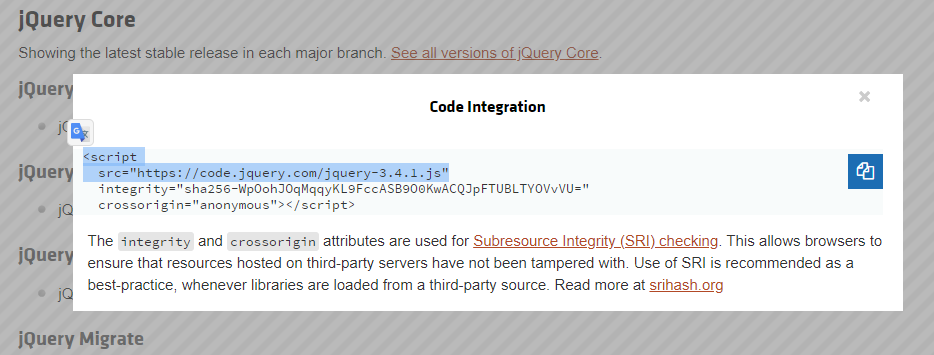 jQuery Core
Showing the latest stable release in each major branch. See all versions of jQuery Core.
jQuery
Code Integration
×
jQ
G
<script
src="https://code.jquery.com/jquery-3.4.1.js"
integrity="sha256-WpOohJOqMqqyKL9FccASB9O0KwACQJpFTUBLTYOVvVU="
crossorigin="anonymous"></script>
jQuery
jQ
The integrity and crossorigin attributes are used for Subresource Integrity (SRI) checking. This allows browsers to
ensure that resources hosted on third-party servers have not been tampered with. Use of SRI is recommended as a
best-practice, whenever libraries are loaded from a third-party source. Read more at srihash.org
jQuery
jQ
jQuery Migrate